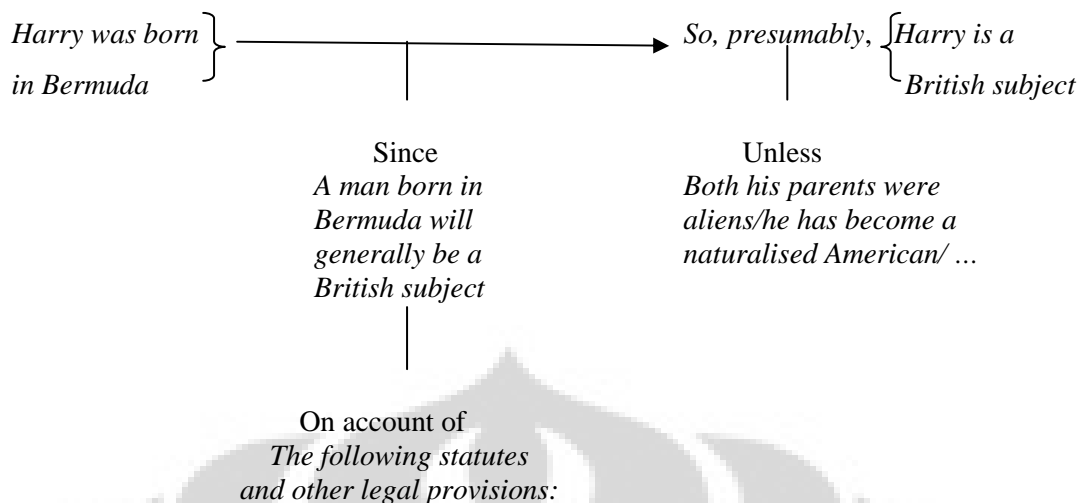 Harry was born
in Bermuda
So, presumably, Harry is a
British subject
Since
A man born in
Bermuda will
generally be a
British subject
Unless
Both his parents were
aliens/he has become a
naturalised American/ …
On account of
The following statutes
and other legal provisions: